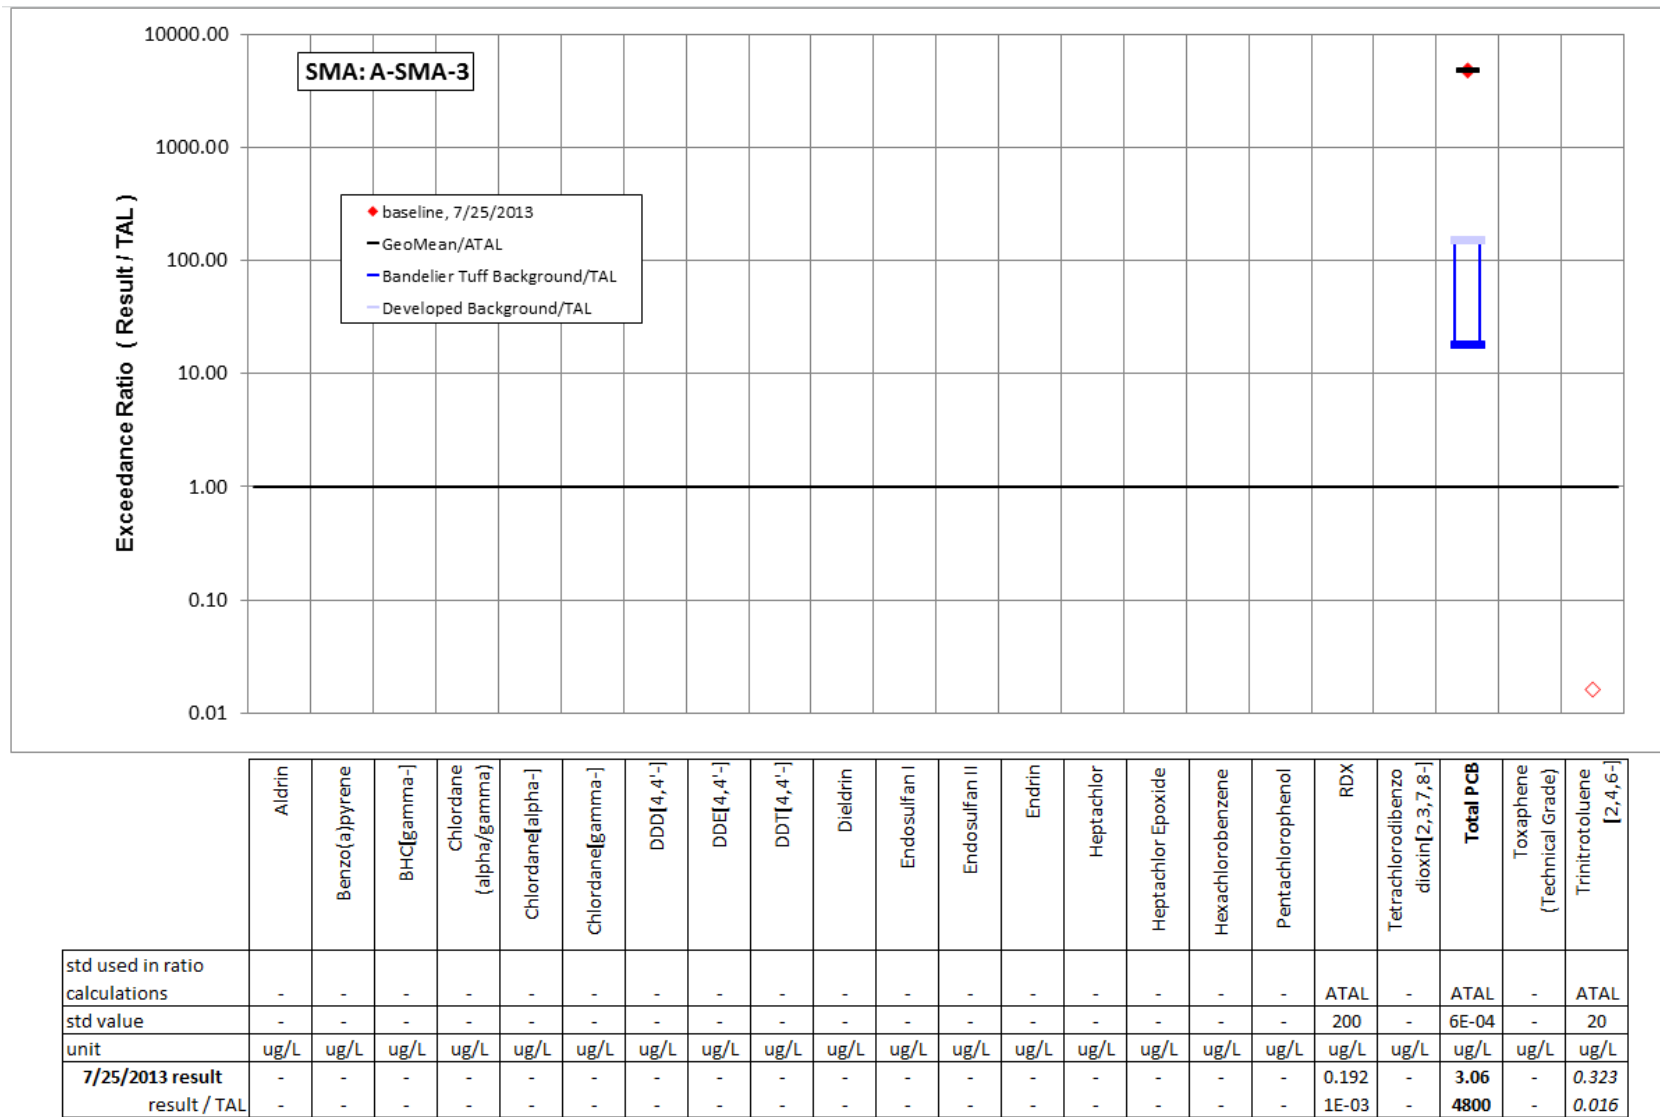 10000.00
SMA: A-SMA-3
1000.00
baseline, 7/25/2013
GeoMean/ATAL
Bandelier Tuff Background/TAL
Developed Background/TAL
100.00
10.00
1.00
0.10
0.01
Exceedance Ratio ( Result / TAL )
Aldrin
Benzo(a)pyrene
BHC[gamma-]
Chlordane
(alpha/gamma)
Chlordane[alpha-]
Chlordane[gamma-]
DDD[4,4'-]
DDE[4,4'-]
DDT[4,4'-]
Dieldrin
Endosulfan I
Endosulfan II
Endrin
Heptachlor
Heptachlor Epoxide
Hexachlorobenzene
Pentachlorophenol
RDX
Tetrachlorodibenzo
dioxin[2,3,7,8-]
Total PCB
Toxaphene
(Technical Grade)
Trinitrotoluene
[2,4,6-]
std used in ratio
calculations - - - - - - - - - - - - - - - - - ATAL - ATAL - ATAL
std value - - - - - - - - - - - - - - - - - 200 - 6E-04 - 20
unit ug/L ug/L ug/L ug/L ug/L ug/L ug/L ug/L ug/L ug/L ug/L ug/L ug/L ug/L ug/L ug/L ug/L ug/L ug/L ug/L ug/L ug/L
7/25/2013 result - - - - - - - - - - - - - - - - - 0.192 - 3.06 - 0.323
result / TAL - - - - - - - - - - - - - - - - - 1E-03 - 4800 - 0.016